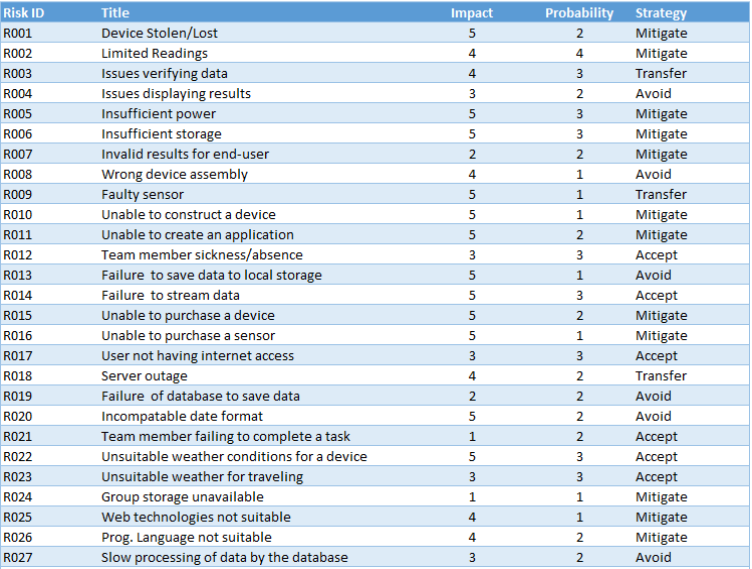 Risk ID Title Impact Probability Strategy
R001 Device Stolen/Lost 5 2 Mitigate
R002 Limited Readings 4 4 Mitigate
R003 Issues verifying data 4 3 Transfer
R004 Issues displaying results 3 2 Avoid
R005 Insufficient power 5 3 Mitigate
R006 Insufficient storage 5 3 Mitigate
R007 Invalid results for end-user 2 2 Mitigate
R008 Wrong device assembly 4 1 Avoid
R009 Faulty sensor 5 1 Transfer
R010 Unable to construct a device 5 1 Mitigate
R011 Unable to create an application 5 2 Mitigate
R012 Team member sickness/absence 3 3 Accept
R013 Failure to save data to local storage 5 1 Avoid
R014 Failure to stream data 5 3 Accept
R015 Unable to purchase a device 5 2 Mitigate
R016 Unable to purchase a sensor 5 1 Mitigate
R017 User not having internet access 3 3 Accept
R018 Server outage 4 2 Transfer
R019 Failure of database to save data 2 2 Avoid
R020 Incompatable date format 5 2 Avoid
R021 Team member failing to complete a task 1 2 Accept
R022 Unsuitable weather conditions for a device 5 3 Accept
R023 Unsuitable weather for traveling 3 3 Accept
R024 Group storage unavailable 1 1 Mitigate
R025 Web technologies not suitable 4 1 Mitigate
R026 Prog. Language not suitable 4 2 Mitigate
R027 Slow processing of data by the database 3 2 Avoid